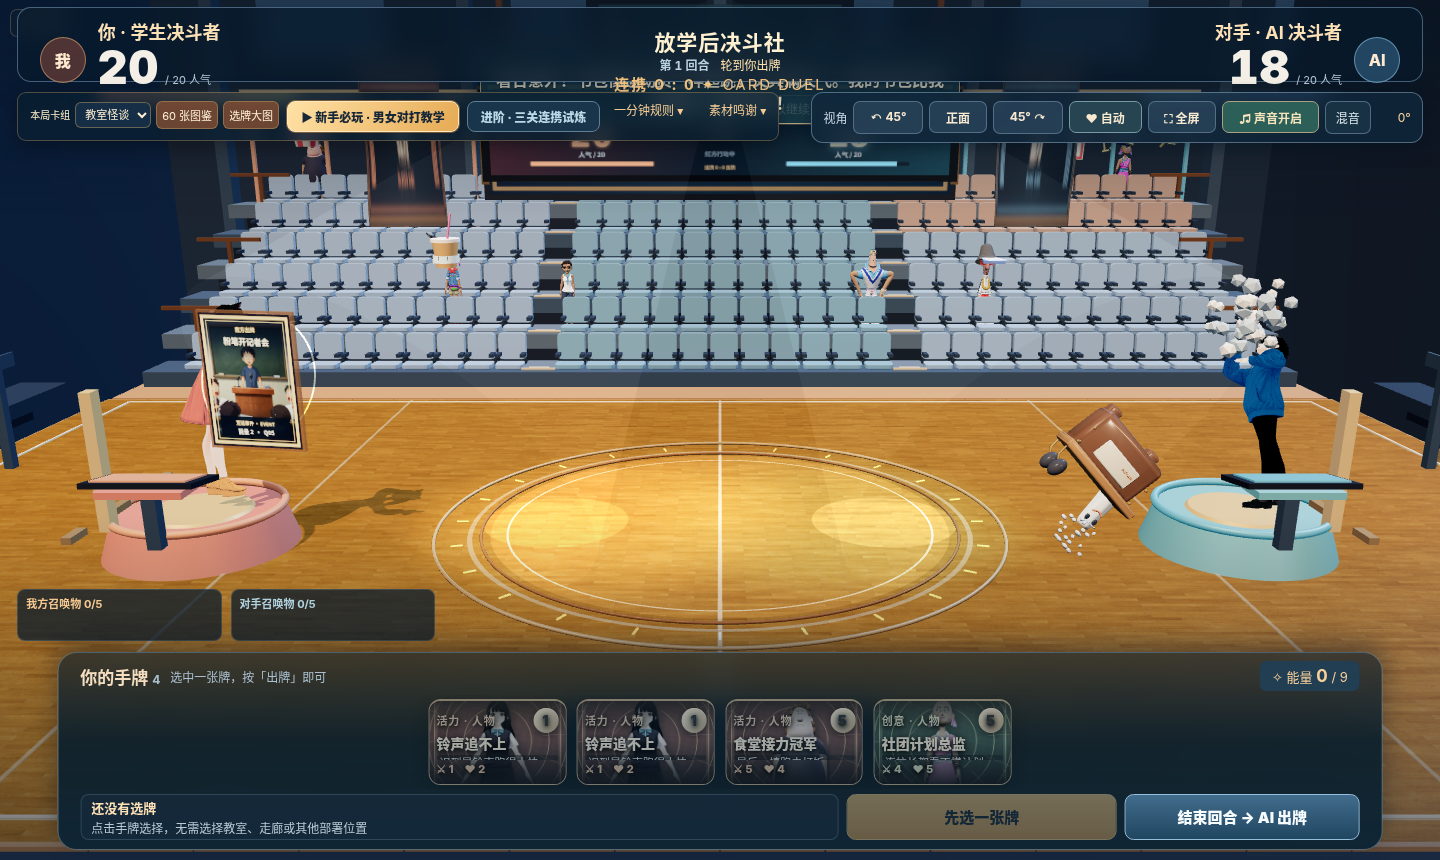 你 · 学生决斗者
我
20
/ 20 人气
放学后决斗社
第 1 回合 轮到你出牌
连携 0 : 0 ✦ CARD DUEL
对手 · AI 决斗者
18
/ 20 人气
AI
本局卡组
教室怪谈
60 张图鉴
选牌大图
▶ 新手必玩 · 男女对打教学
进阶 · 三关连携试炼
一分钟规则 ▾
素材鸣谢 ▾
视角
↶ 45°
正面
45° ↷
♥ 自动
⛶ 全屏
♫ 声音开启
混音
0°
人气 / 20
人气 / 20
我方出牌
粉笔开记者会
我方召唤物 0/5
对手召唤物 0/5
你的手牌 4 选中一张牌，按「出牌」即可
✧ 能量 0 / 9
活力 · 人物
1
铃声追不上
⚔ 1 ♥ 2
活力 · 人物
1
铃声追不上
⚔ 1 ♥ 2
活力 · 人物
5
食堂接力冠军
⚔ 5 ♥ 4
创意 · 人物
5
社团计划总监
⚔ 4 ♥ 5
还没有选牌
点击手牌选择，无需选择教室、走廊或其他部署位置
先选一张牌
结束回合 → AI 出牌